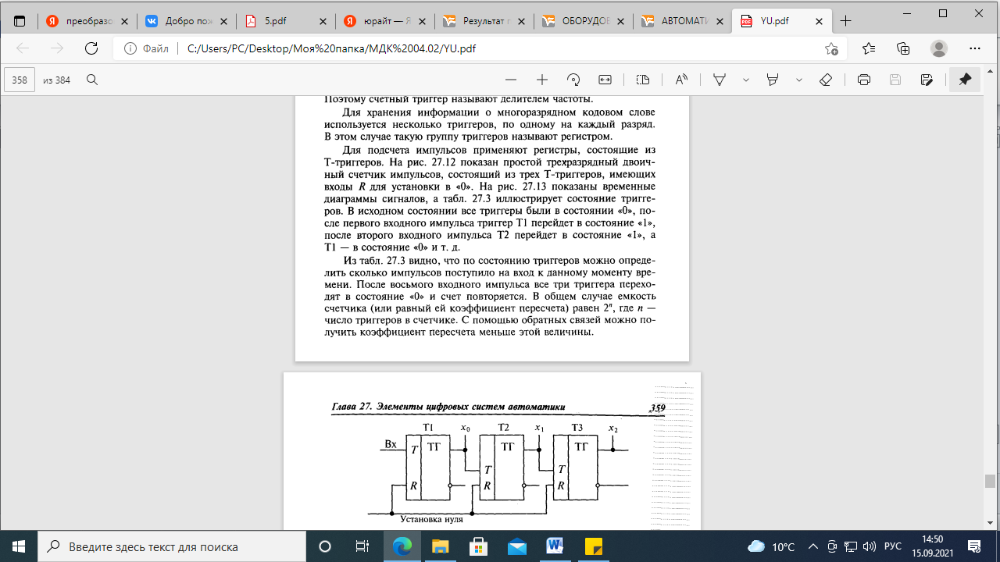 преобразо
Добро пож
5.pdf
юрайт — Я
Результат п
ОБОРУДОВ
АВТОМАТИ
YU.pdf
Файл C:/Users/PC/Desktop/Моя%20папка/МДК%2004.02/YU.pdf
358 из 384
Поэтому счетный триггер называют делителем частоты.
Для хранения информации о многоразрядном кодовом слове
используется несколько триггеров, по одному на каждый разряд.
В этом случае такую группу триггеров называют регистром.
Для подсчета импульсов применяют регистры, состоящие из
Т-триггеров. На рис. 27.12 показан простой трехразрядный двоич-
ный счетчик импульсов, состоящий из трех Т-триггеров, имеющих
входы R для установки в «0». На рис. 27.13 показаны временные
диаграммы сигналов, а табл. 27.3 иллюстрирует состояние тригге-
ров. В исходном состоянии все триггеры были в состоянии «0», по-
сле первого входного импульса триггер Т1 перейдет в состояние «1»,
после второго входного импульса Т2 перейдет в состояние «1», а
Т1 — в состояние «0» и т. д.
Из табл. 27.3 видно, что по состоянию триггеров можно опреде-
лить сколько импульсов поступило на вход к данному моменту вре-
мени. После восьмого входного импульса все три триггера перехо-
дят в состояние «0» и счет повторяется. В общем случае емкость
счетчика (или равный ей коэффициент пересчета) равен 2ⁿ, где n —
число триггеров в счетчике. С помощью обратных связей можно по-
лучить коэффициент пересчета меньше этой величины.
Глава 27. Элементы цифровых систем автоматики 359
Т1 x₀ Т2 x₁ Т3 x₂
Вх T ТГ ТГ ТГ
T T
R R R
Установка нуля
Введите здесь текст для поиска
10°C
РУС
14:50
15.09.2021